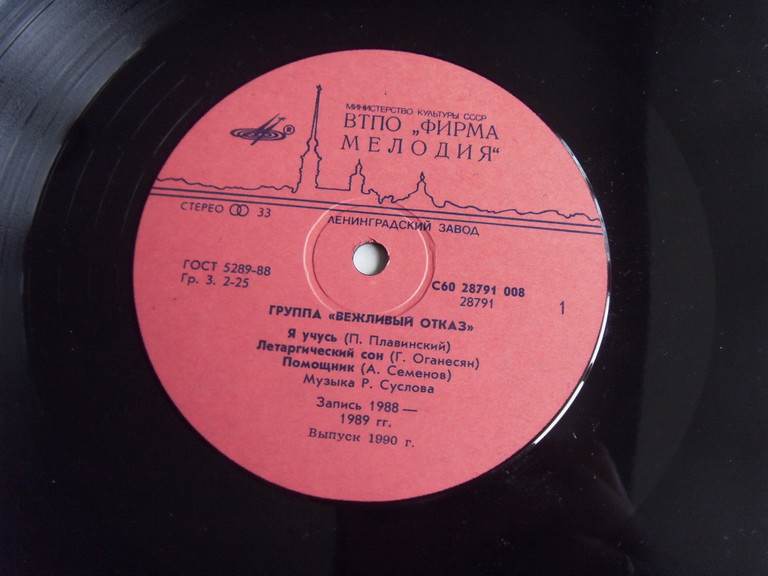 МИНИСТЕРСТВО КУЛЬТУРЫ СССР
ВТПО „ФИРМА
МЕЛОДИЯ“
®
СТЕРЕО 33
ЛЕНИНГРАДСКИЙ ЗАВОД
ГОСТ 5289-88
Гр. 3. 2-25
С60 28791 008
28791
1
ГРУППА «ВЕЖЛИВЫЙ ОТКАЗ»
Я учусь (П. Плавинский)
Летаргический сон (Г. Оганесян)
Помощник (А. Семенов)
Музыка Р. Суслова
Запись 1988 —
1989 гг.
Выпуск 1990 г.